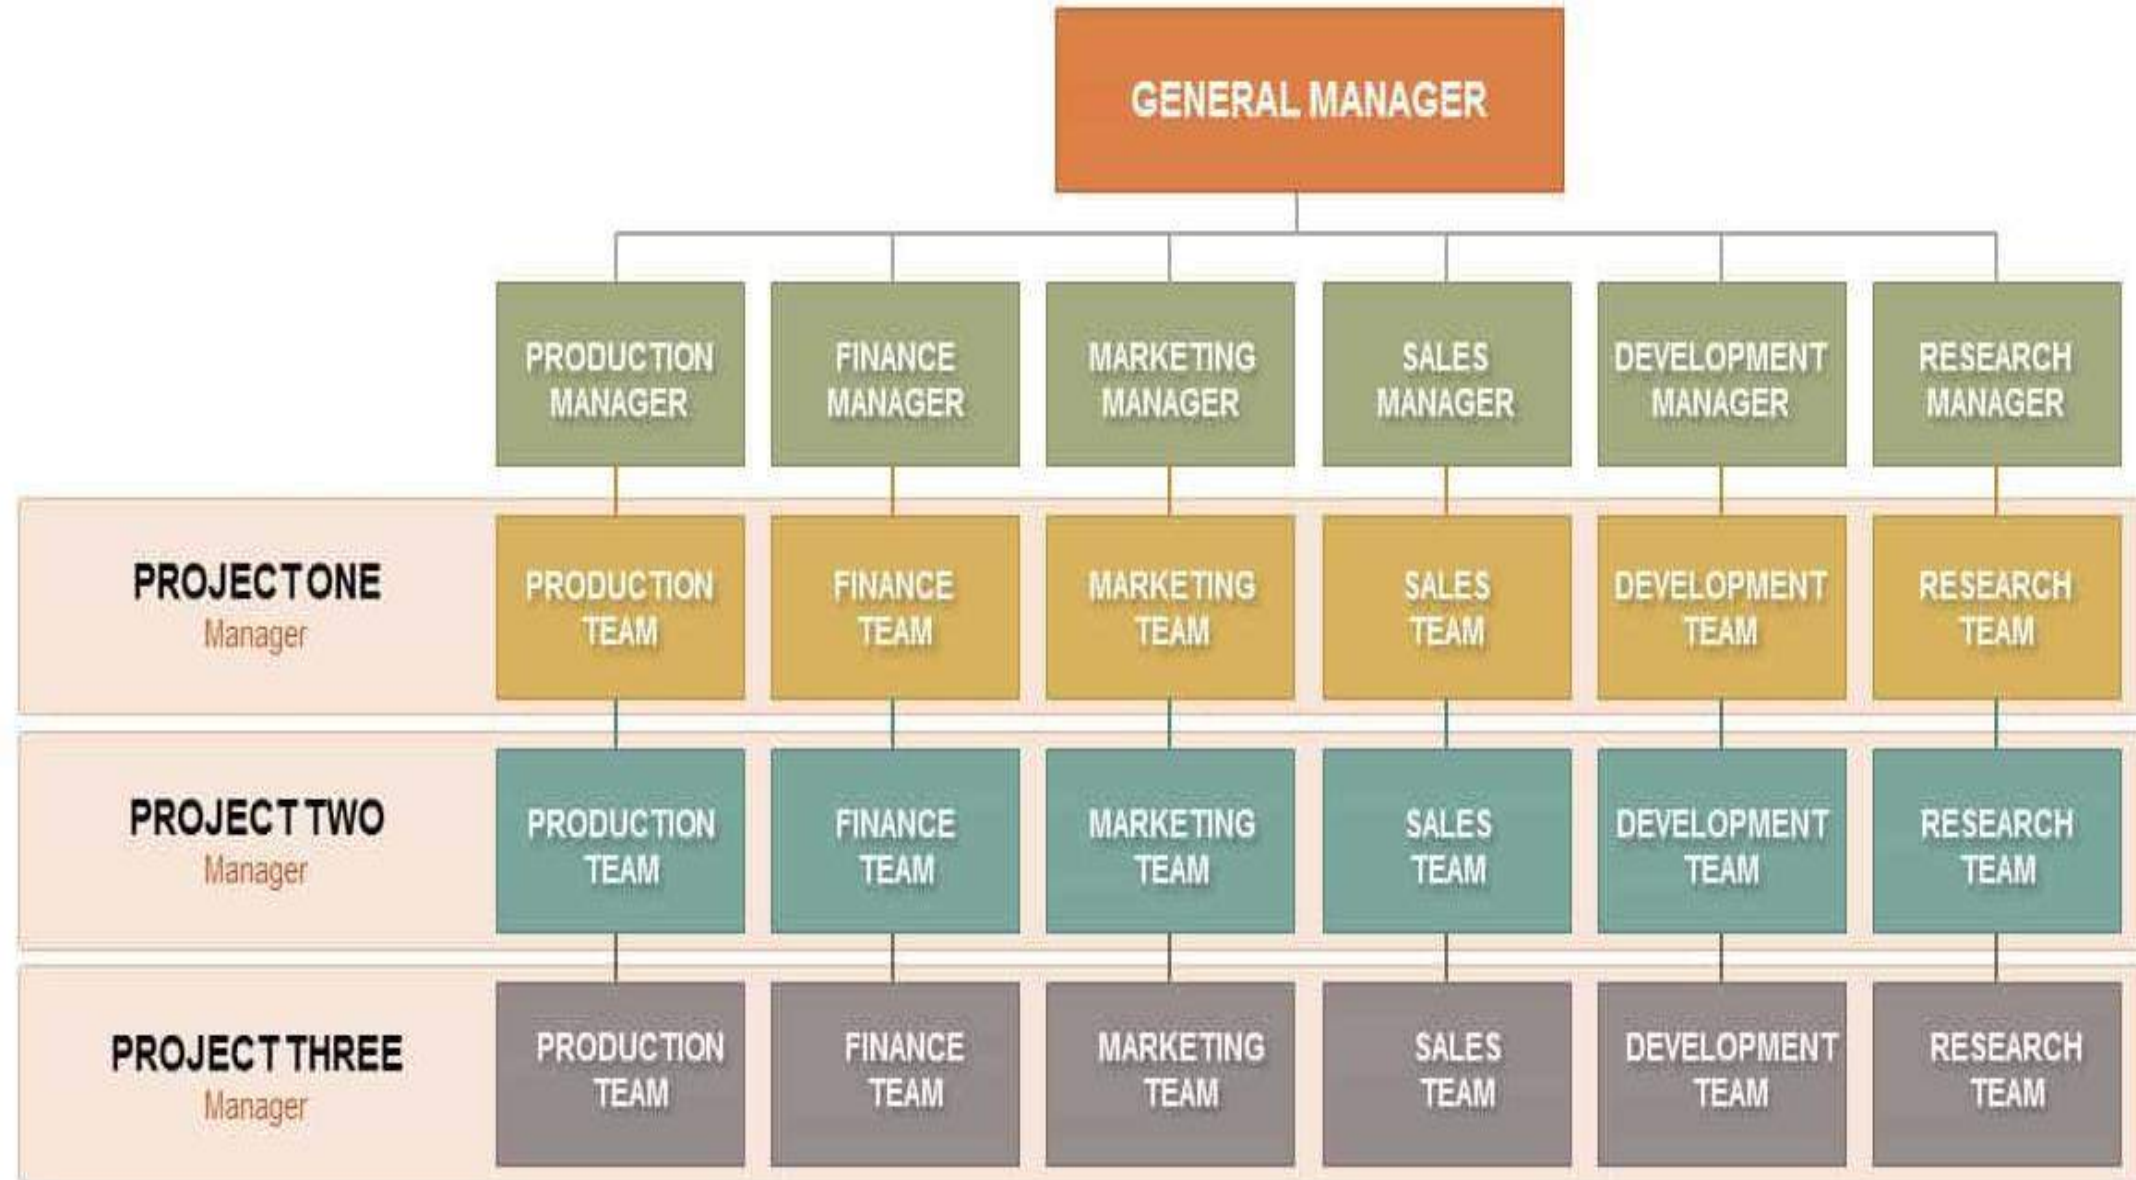 GENERAL MANAGER
PRODUCTION
MANAGER
FINANCE
MANAGER
MARKETING
MANAGER
SALES
MANAGER
DEVELOPMENT
MANAGER
RESEARCH
MANAGER
PROJECT ONE
Manager
PRODUCTION
TEAM
FINANCE
TEAM
MARKETING
TEAM
SALES
TEAM
DEVELOPMENT
TEAM
RESEARCH
TEAM
PROJECT TWO
Manager
PRODUCTION
TEAM
FINANCE
TEAM
MARKETING
TEAM
SALES
TEAM
DEVELOPMENT
TEAM
RESEARCH
TEAM
PROJECT THREE
Manager
PRODUCTION
TEAM
FINANCE
TEAM
MARKETING
TEAM
SALES
TEAM
DEVELOPMENT
TEAM
RESEARCH
TEAM